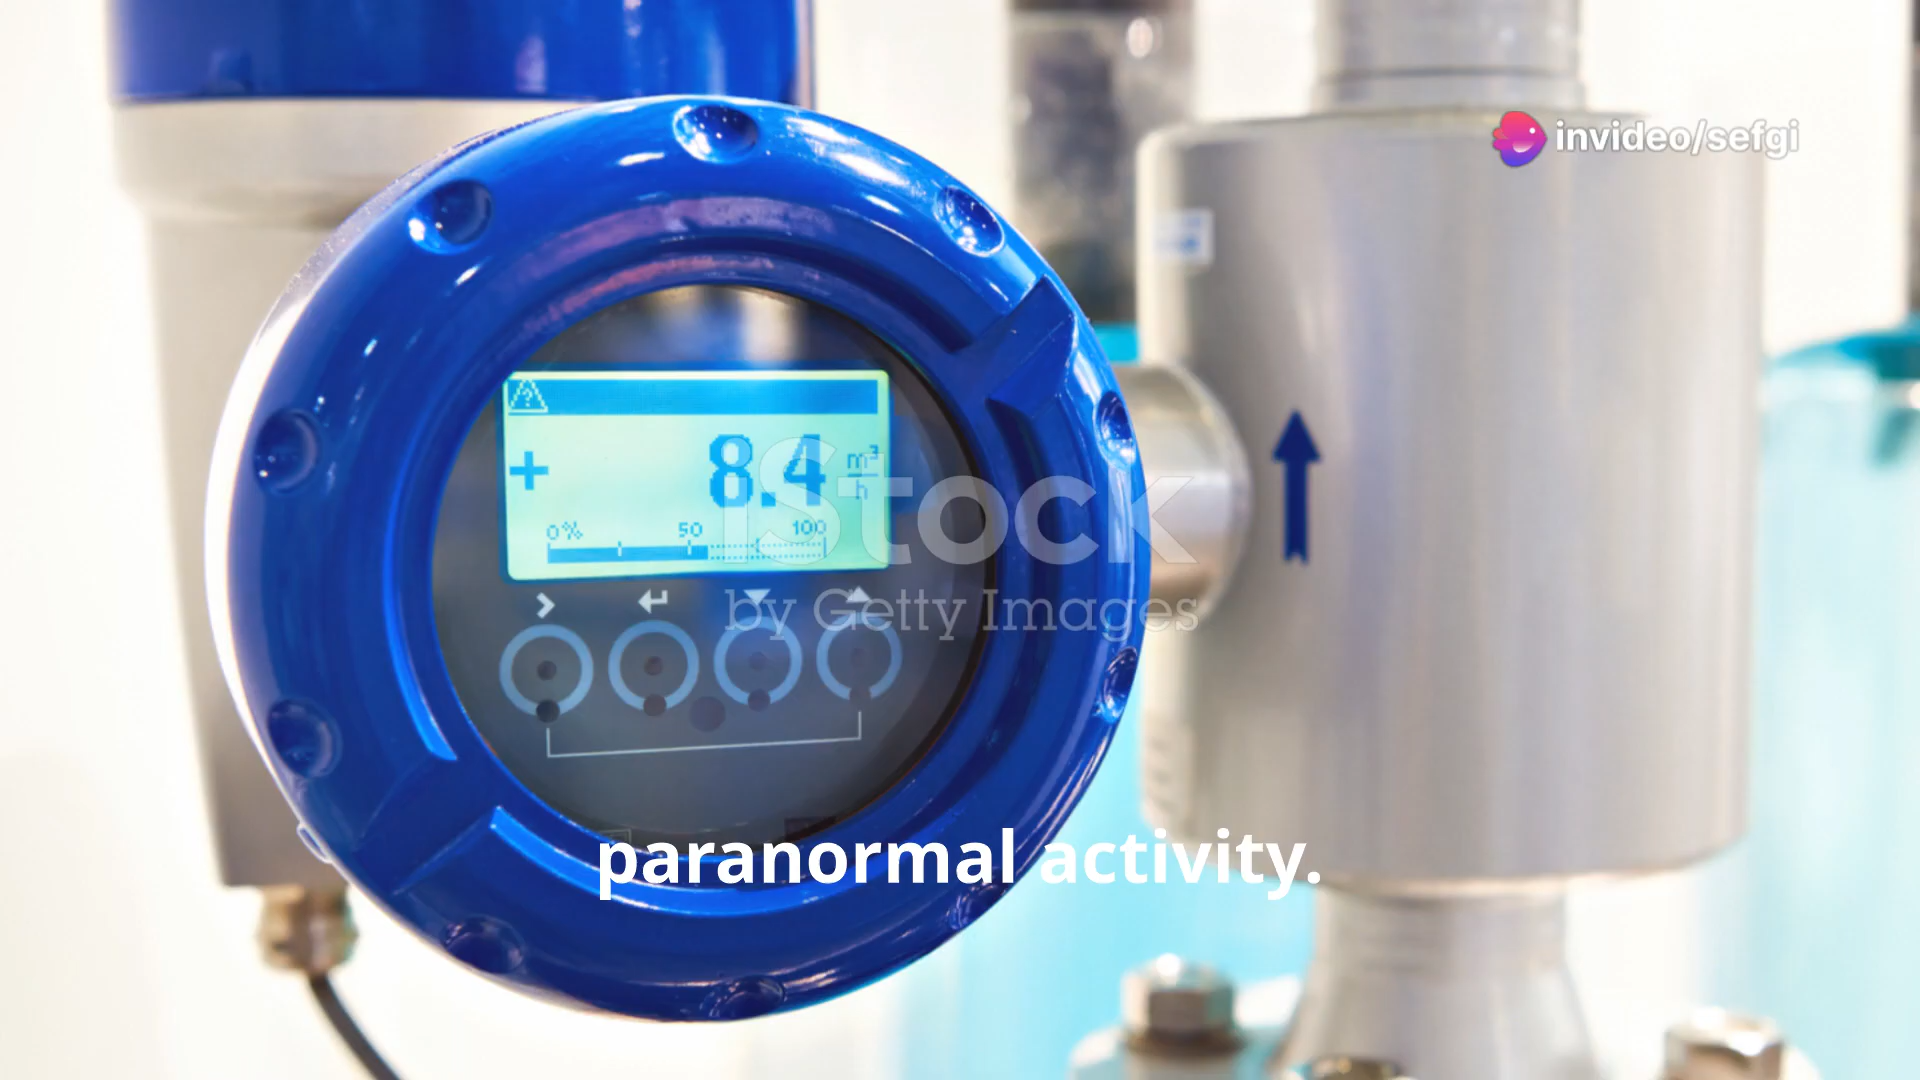 invideo/sefgi
?
+ 8.4 m³
h
0% 50 100
iStock
by Getty Images
paranormal activity.